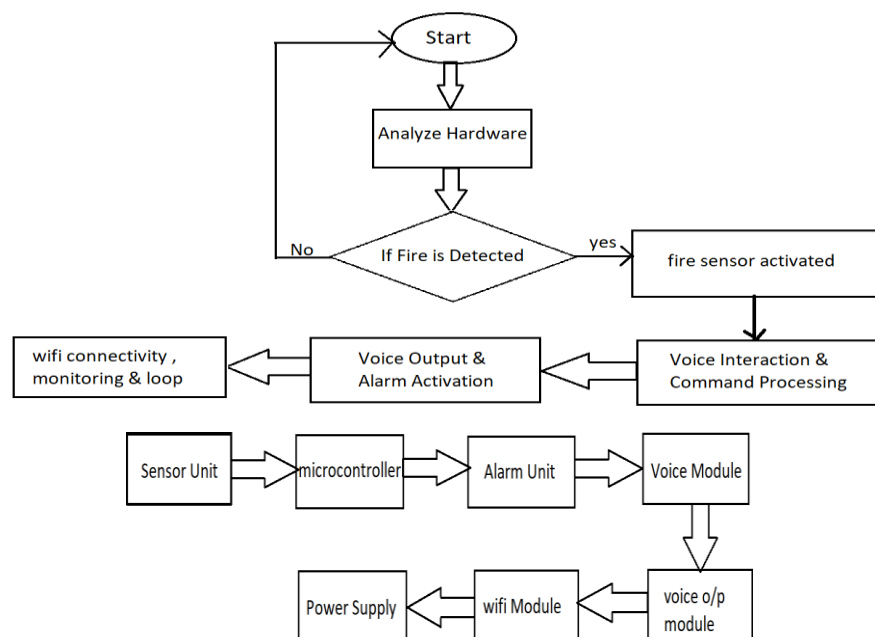 Start
Analyze Hardware
If Fire is Detected
No
yes
fire sensor activated
wifi connectivity ,
monitoring & loop
Voice Output &
Alarm Activation
Voice Interaction &
Command Processing
Sensor Unit
microcontroller
Alarm Unit
Voice Module
Power Supply
wifi Module
voice o/p
module